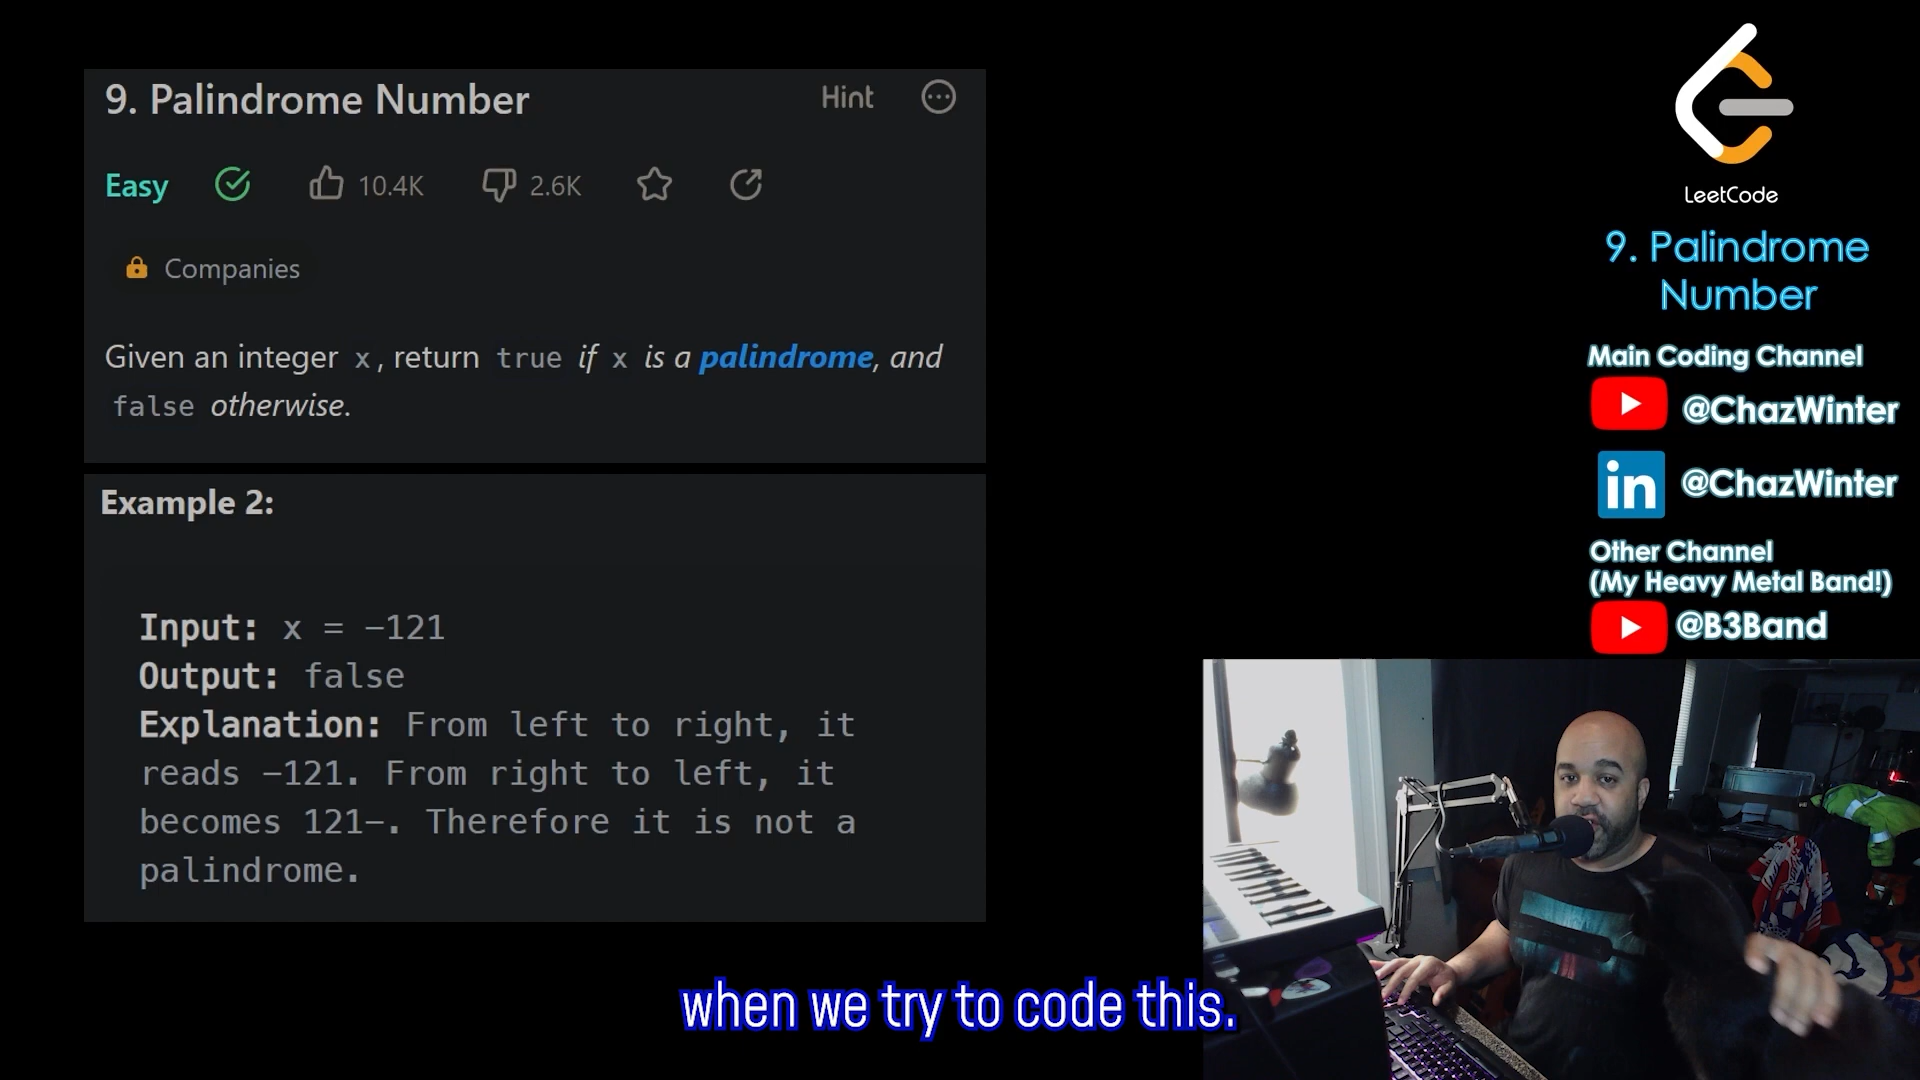 9. Palindrome Number
Hint
Easy
10.4K
2.6K
Companies
Given an integer x, return true if x is a palindrome, and
false otherwise.
Example 2:
Input: x = -121
Output: false
Explanation: From left to right, it
reads -121. From right to left, it
becomes 121-. Therefore it is not a
palindrome.
LeetCode
9. Palindrome
Number
Main Coding Channel
@ChazWinter
in @ChazWinter
Other Channel
(My Heavy Metal Band!)
@B3Band
when we try to code this.